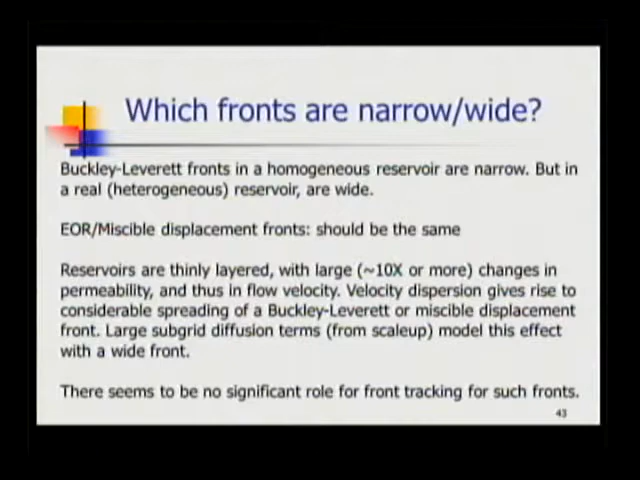 Which fronts are narrow/wide?
Buckley-Leverett fronts in a homogeneous reservoir are narrow. But in
a real (heterogeneous) reservoir, are wide.
EOR/Miscible displacement fronts: should be the same
Reservoirs are thinly layered, with large (~10X or more) changes in
permeability, and thus in flow velocity. Velocity dispersion gives rise to
considerable spreading of a Buckley-Leverett or miscible displacement
front. Large subgrid diffusion terms (from scaleup) model this effect
with a wide front.
There seems to be no significant role for front tracking for such fronts.
43